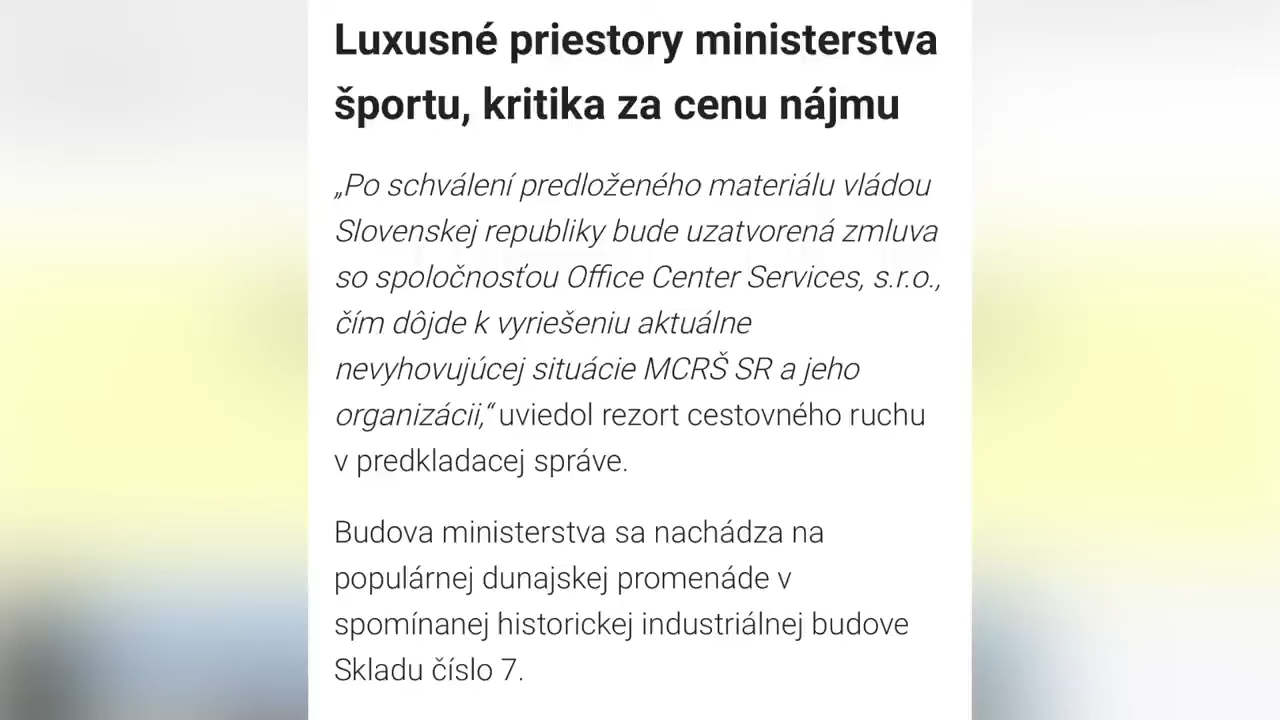 Luxusné priestory ministerstva
športu, kritika za cenu nájmu
„Po schválení predloženého materiálu vládou
Slovenskej republiky bude uzatvorená zmluva
so spoločnosťou Office Center Services, s.r.o.,
čím dôjde k vyriešeniu aktuálne
nevyhovujúcej situácie MCRŠ SR a jeho
organizácii,“ uviedol rezort cestovného ruchu
v predkladacej správe.
Budova ministerstva sa nachádza na
populárnej dunajskej promenáde v
spomínanej historickej industriálnej budove
Skladu číslo 7.